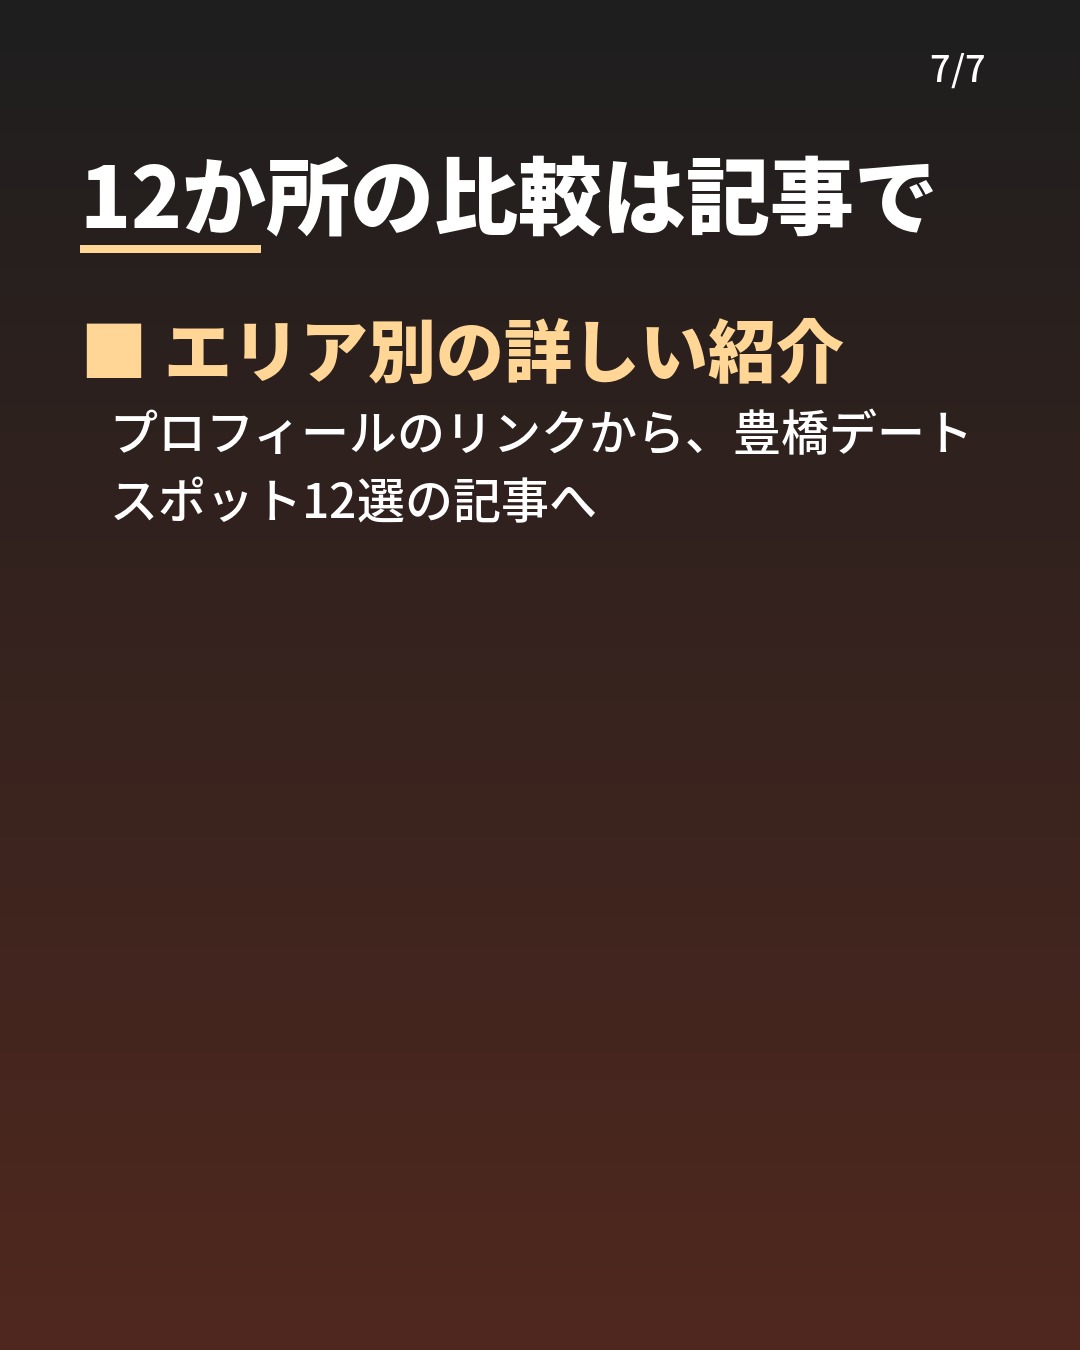 7/7
12か所の比較は記事で
■ エリア別の詳しい紹介
プロフィールのリンクから、豊橋デート
スポット12選の記事へ